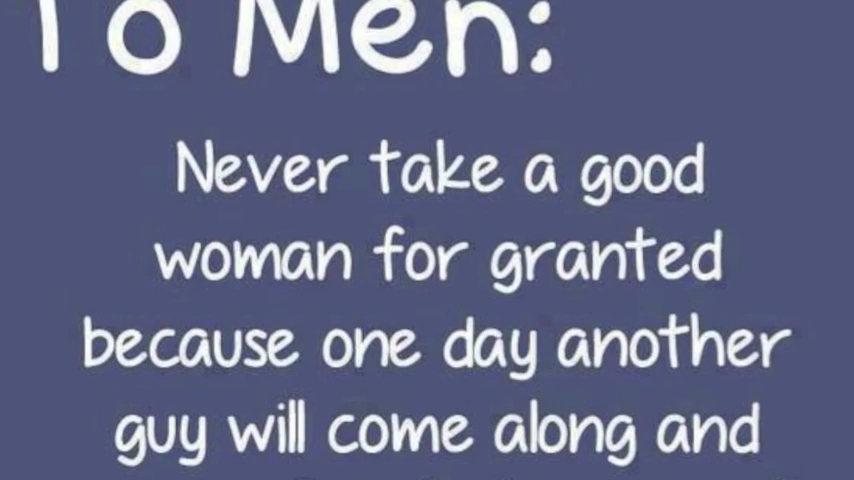 To Men:
Never take a good
woman for granted
because one day another
guy will come along and